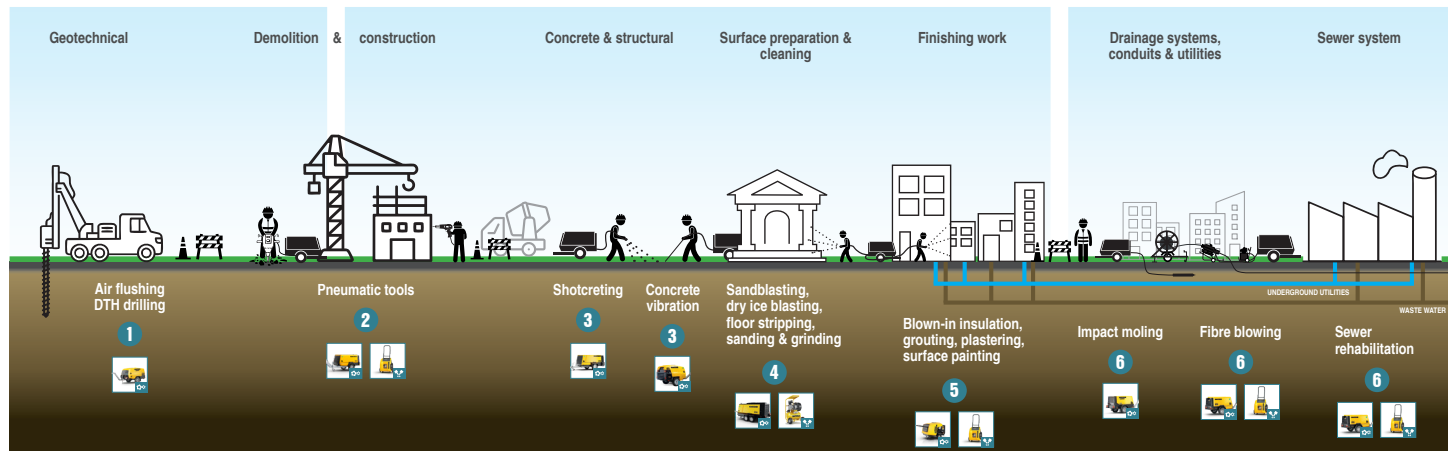 Geotechnical
Demolition & construction
Concrete & structural
Surface preparation &
cleaning
Finishing work
Drainage systems,
conduits & utilities
Sewer system
UNDERGROUND UTILITIES
WASTE WATER
Air flushing
DTH drilling
1
Pneumatic tools
2
Shotcreting
3
Concrete
vibration
3
Sandblasting,
dry ice blasting,
floor stripping,
sanding & grinding
4
Blown-in insulation,
grouting, plastering,
surface painting
5
Impact moling
6
Fibre blowing
6
Sewer
rehabilitation
6